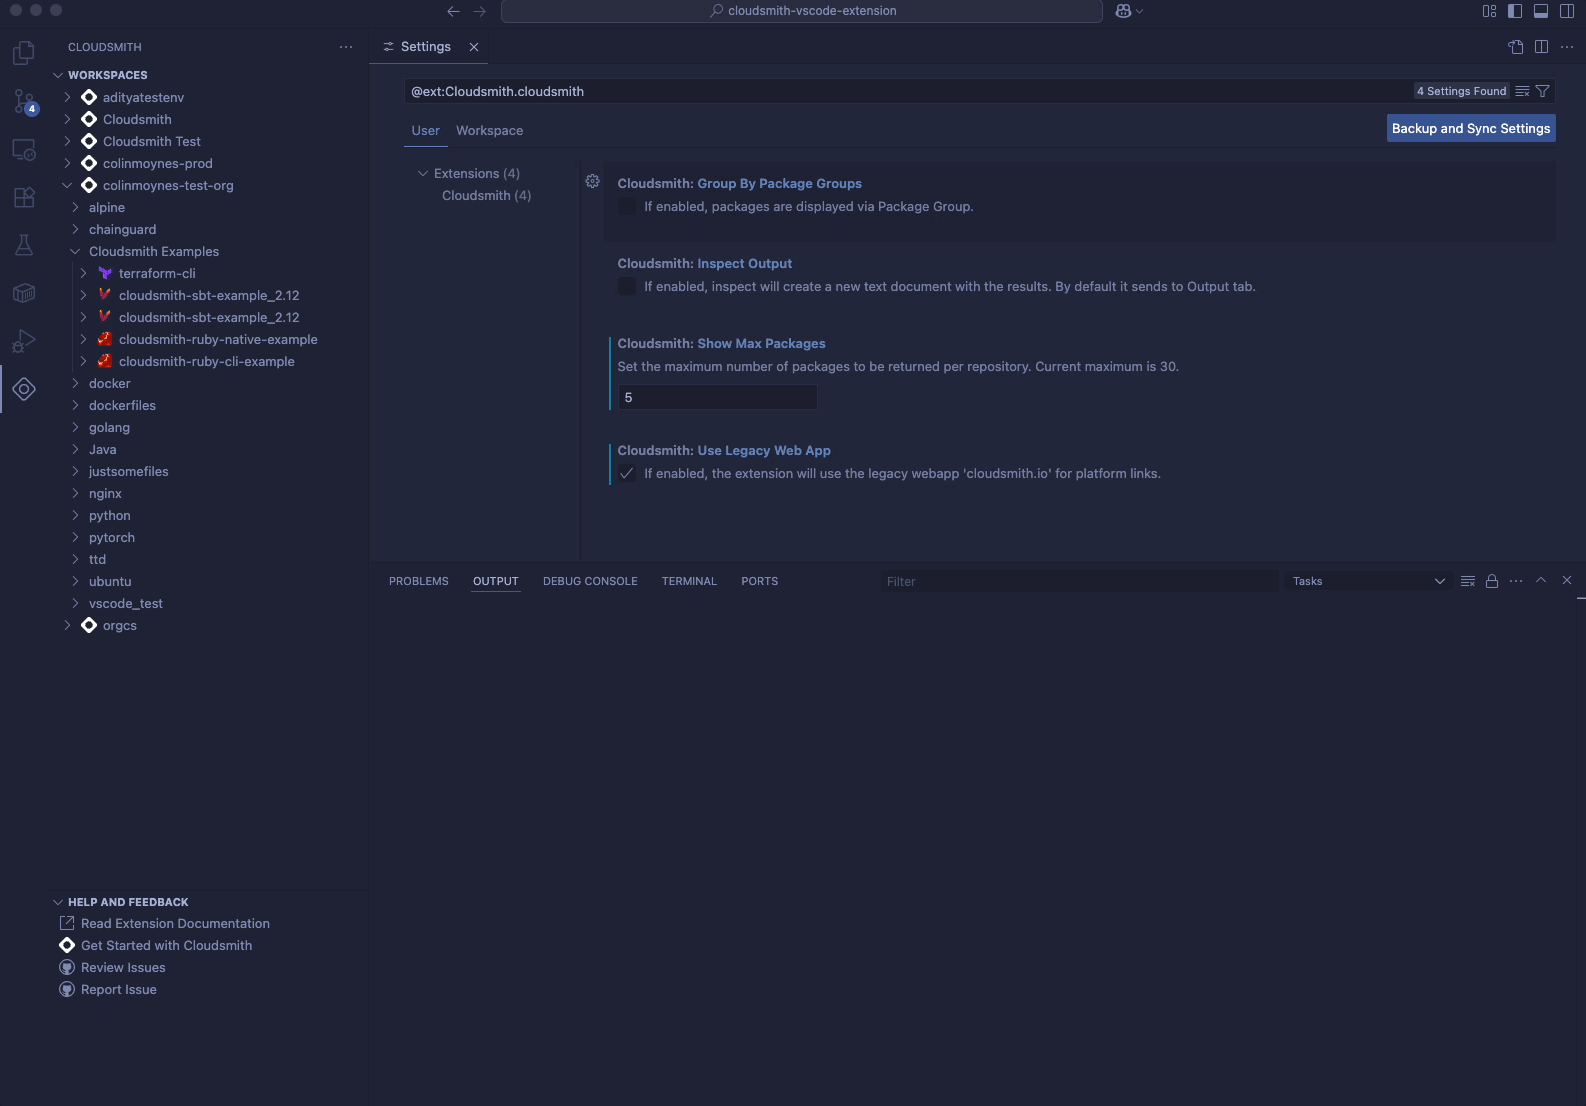 cloudsmith-vscode-extension
4
CLOUDSMITH
WORKSPACES
adityatestenv
Cloudsmith
Cloudsmith Test
colinmoynes-prod
colinmoynes-test-org
alpine
chainguard
Cloudsmith Examples
terraform-cli
cloudsmith-sbt-example_2.12
cloudsmith-sbt-example_2.12
cloudsmith-ruby-native-example
cloudsmith-ruby-cli-example
docker
dockerfiles
golang
Java
justsomefiles
nginx
python
pytorch
ttd
ubuntu
vscode_test
orgcs
HELP AND FEEDBACK
Read Extension Documentation
Get Started with Cloudsmith
Review Issues
Report Issue
Settings
@ext:Cloudsmith.cloudsmith
4 Settings Found
User Workspace
Backup and Sync Settings
Extensions (4)
Cloudsmith (4)
Cloudsmith: Group By Package Groups
If enabled, packages are displayed via Package Group.
Cloudsmith: Inspect Output
If enabled, inspect will create a new text document with the results. By default it sends to Output tab.
Cloudsmith: Show Max Packages
Set the maximum number of packages to be returned per repository. Current maximum is 30.
5
Cloudsmith: Use Legacy Web App
If enabled, the extension will use the legacy webapp 'cloudsmith.io' for platform links.
PROBLEMS OUTPUT DEBUG CONSOLE TERMINAL PORTS
Filter
Tasks